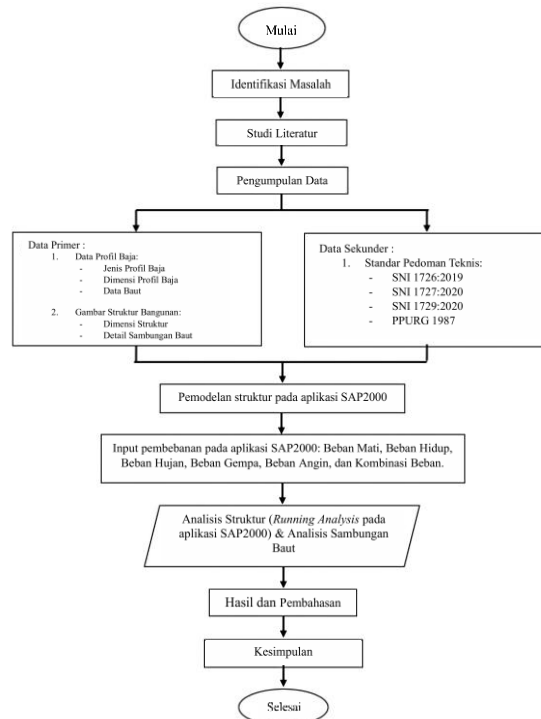 Mulai
Identifikasi Masalah
Studi Literatur
Pengumpulan Data
Data Primer :
1. Data Profil Baja:
- Jenis Profil Baja
- Dimensi Profil Baja
- Data Baut
2. Gambar Struktur Bangunan:
- Dimensi Struktur
- Detail Sambungan Baut
Data Sekunder :
1. Standar Pedoman Teknis:
- SNI 1726:2019
- SNI 1727:2020
- SNI 1729:2020
- PPURG 1987
Pemodelan struktur pada aplikasi SAP2000
Input pembebanan pada aplikasi SAP2000: Beban Mati, Beban Hidup,
Beban Hujan, Beban Gempa, Beban Angin, dan Kombinasi Beban.
Analisis Struktur (Running Analysis pada
aplikasi SAP2000) & Analisis Sambungan
Baut
Hasil dan Pembahasan
Kesimpulan
Selesai